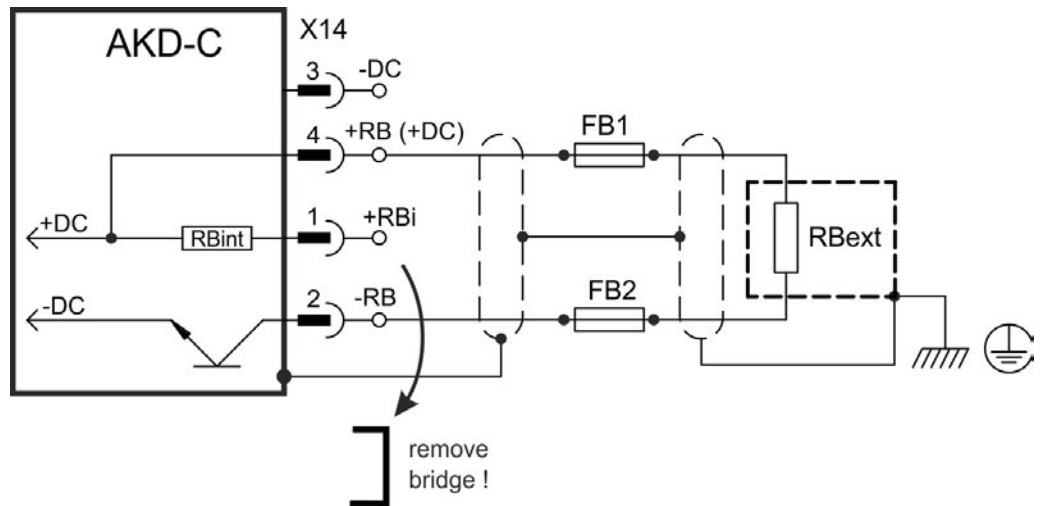 AKD-C
X14
3
-DC
4
+RB (+DC)
FB1
+DC
RBint
1
+RBi
RBext
-DC
2
-RB
FB2
remove
bridge !